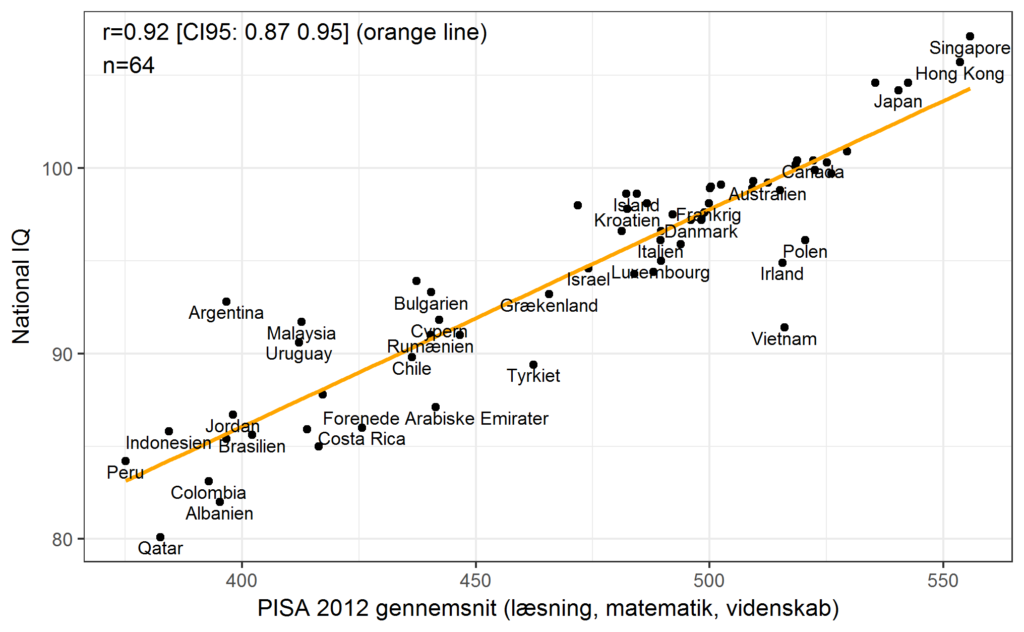 r=0.92 [CI95: 0.87 0.95] (orange line)
n=64
Singapore
Hong Kong
Japan
Canada
Australien
Island
Frankrig
Kroatien
Danmark
Italien
Polen
Luxembourg
Irland
Israel
Bulgarien
Grækenland
Argentina
Malaysia
Cypern
Vietnam
Uruguay
Rumænien
Chile
Tyrkiet
Forenede Arabiske Emirater
Jordan
Costa Rica
Indonesien
Brasilien
Peru
Colombia
Albanien
Qatar
100
90
80
National IQ
400
450
500
550
PISA 2012 gennemsnit (læsning, matematik, videnskab)